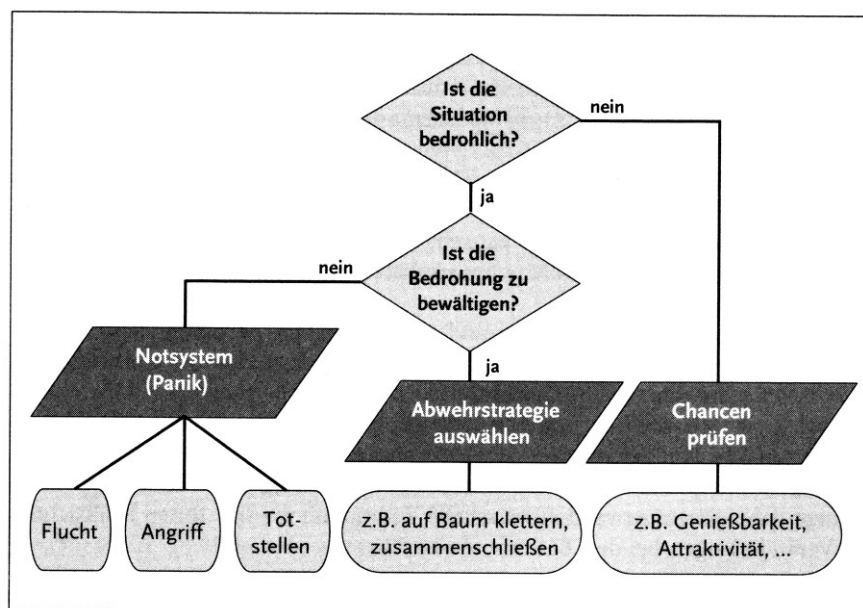 Ist die
Situation
bedrohlich?
nein
ja
Ist die
Bedrohung zu
bewältigen?
nein
ja
Notsystem
(Panik)
Abwehrstrategie
auswählen
Chancen
prüfen
Flucht
Angriff
Tot-
stellen
z.B. auf Baum klettern,
zusammenschließen
z.B. Genießbarkeit,
Attraktivität, ...